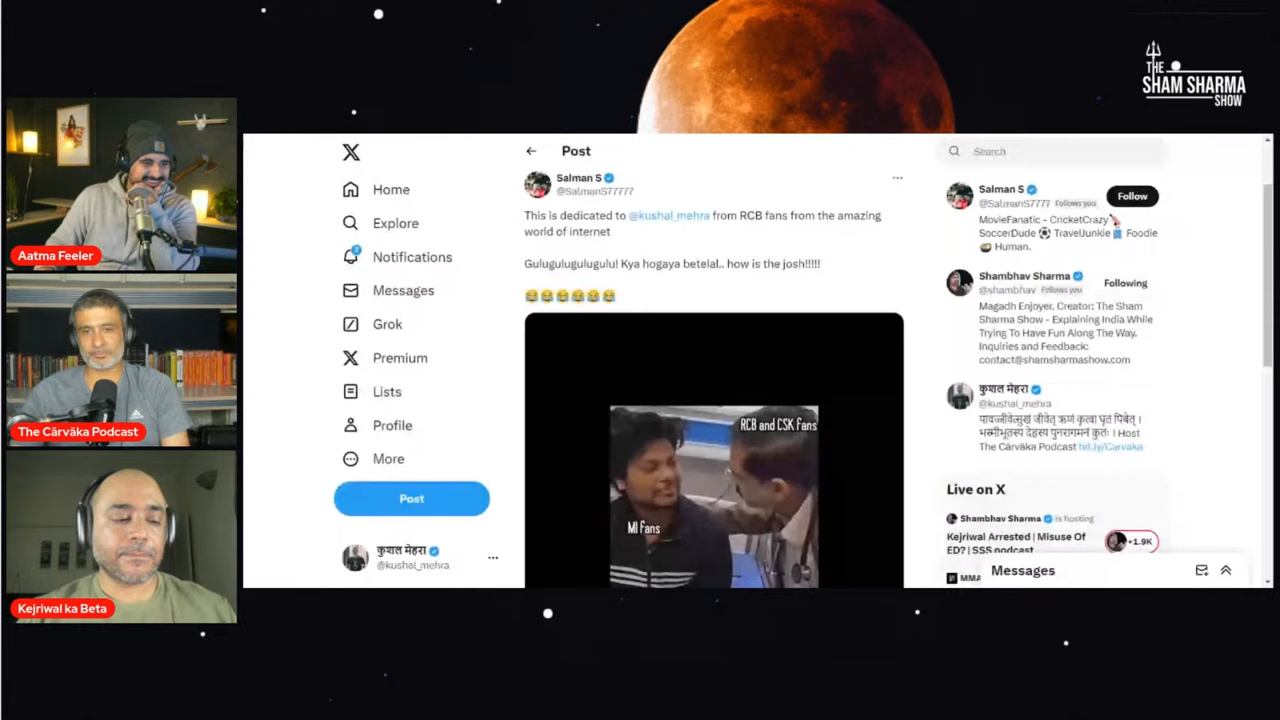 THE
SHAM SHARMA
SHOW
Aatma Feeler
The Cārvāka Podcast
Kejriwal ka Beta
Home
Explore
Notifications
Messages
Grok
Premium
Lists
Profile
More
Post
कुशल मेहरा
@kushal_mehra
Post
Salman S
@SalmanS77777
This is dedicated to @kushal_mehra from RCB fans from the amazing
world of internet
Gulugulugulugulu! Kya hogaya betelal.. how is the josh!!!!!
RCB and CSK fans
MI fans
Search
Salman S
@SalmanS7777 Follows you
Follow
MovieFanatic - CricketCrazy
SoccerDude TravelJunkie Foodie
Human.
Shambhav Sharma
@shambhav Follows you
Following
Magadh Enjoyer. Creator: The Sham
Sharma Show - Explaining India While
Trying To Have Fun Along The Way.
Inquiries and Feedback:
contact@shamsharmashow.com
कुशल मेहरा
@kushal_mehra
यावज्जीवेत्सुखं जीवेत् ऋणं कृत्वा घृतं पिबेत् ।
भस्मीभूतस्य देहस्य पुनरागमनं कुतः । Host
The Cārvāka Podcast bit.ly/Carvaka
Live on X
Shambhav Sharma is hosting
Kejriwal Arrested | Misuse Of
ED? | SSS podcast
+1.9K
MMA
Messages